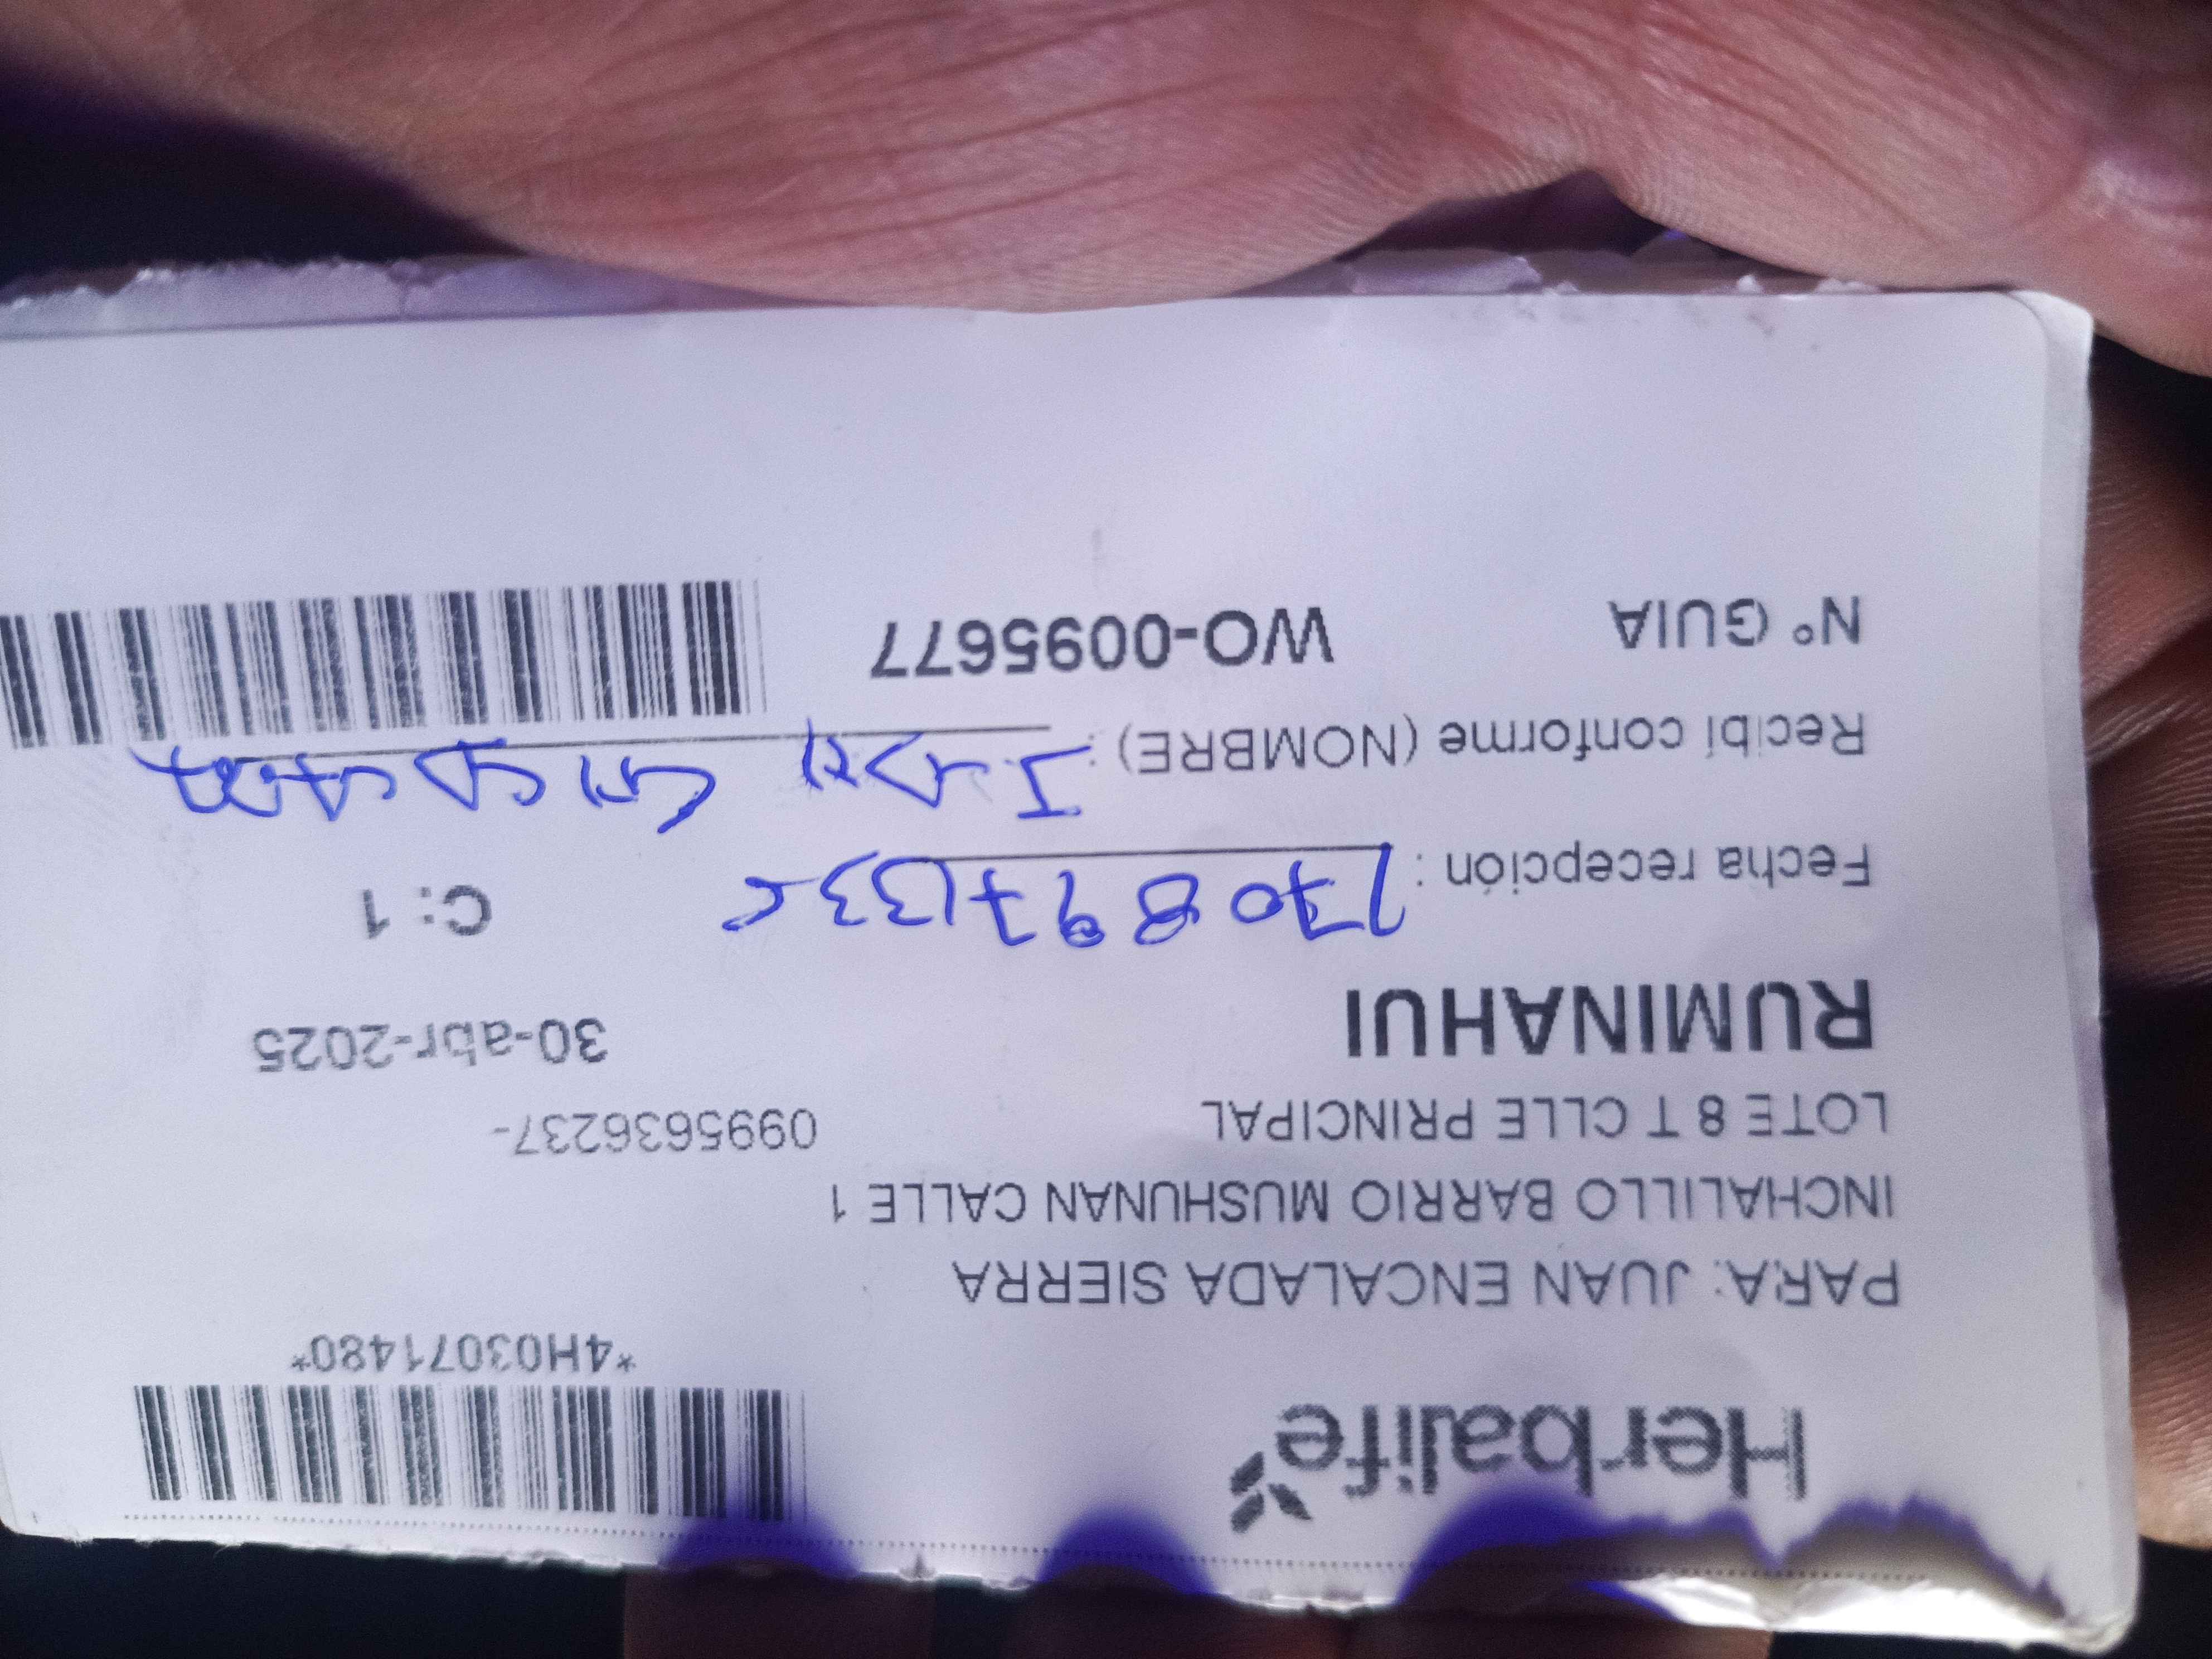 Herbalife
*4H03071480*
PARA: JUAN ENCALADA SIERRA
INCHALILLO BARRIO MUSHUNAN CALLE 1
LOTE 8 T CLLE PRINCIPAL 0995636237-
RUMINAHUI 30-abr-2025
Fecha recepción : C: 1
Recibí conforme (NOMBRE) :
N° GUIA WO-0095677